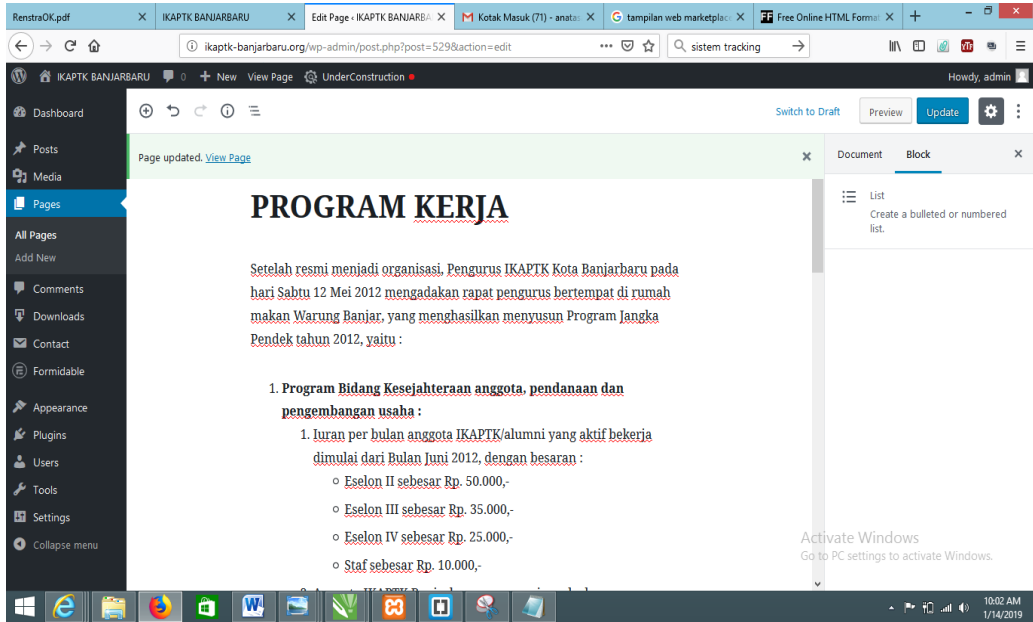 RenstraOK.pdf
IKAPTK BANJARBARU
Edit Page ‹ IKAPTK BANJARBA
Kotak Masuk (71) - anatas
tampilan web marketplac
Free Online HTML Format
ikaptk-banjarbaru.org/wp-admin/post.php?post=529&action=edit
sistem tracking
IKAPTK BANJARBARU
0
New
View Page
UnderConstruction
Howdy, admin
Dashboard
Posts
Media
Pages
All Pages
Add New
Comments
Downloads
Contact
Formidable
Appearance
Plugins
Users
Tools
Settings
Collapse menu
Switch to Draft
Preview
Update
Page updated. View Page
PROGRAM KERJA
Setelah resmi menjadi organisasi, Pengurus IKAPTK Kota Banjarbaru pada
hari Sabtu 12 Mei 2012 mengadakan rapat pengurus bertempat di rumah
makan Warung Banjar, yang menghasilkan menyusun Program Jangka
Pendek tahun 2012, yaitu :
1. Program Bidang Kesejahteraan anggota, pendanaan dan
pengembangan usaha :
1. Iuran per bulan anggota IKAPTK/alumni yang aktif bekerja
dimulai dari Bulan Juni 2012, dengan besaran :
Eselon II sebesar Rp. 50.000,-
Eselon III sebesar Rp. 35.000,-
Eselon IV sebesar Rp. 25.000,-
Staf sebesar Rp. 10.000,-
Document
Block
List
Create a bulleted or numbered
list.
Activate Windows
Go to PC settings to activate Windows.
10:02 AM
1/14/2019